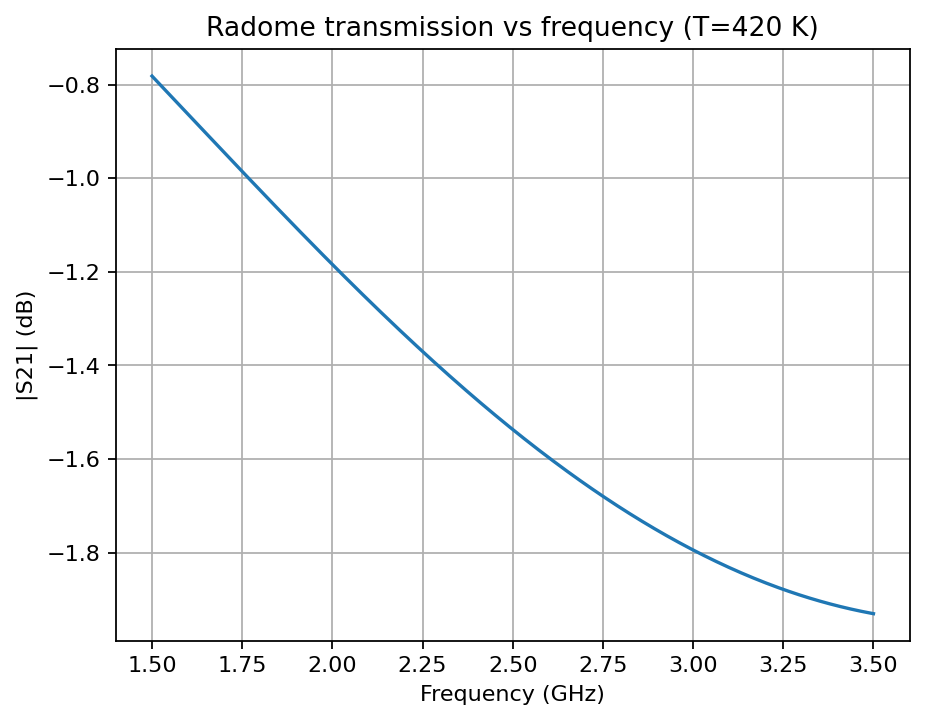 Radome transmission vs frequency (T=420 K)
|S21| (dB)
−0.8
−1.0
−1.2
−1.4
−1.6
−1.8
1.50 1.75 2.00 2.25 2.50 2.75 3.00 3.25 3.50
Frequency (GHz)